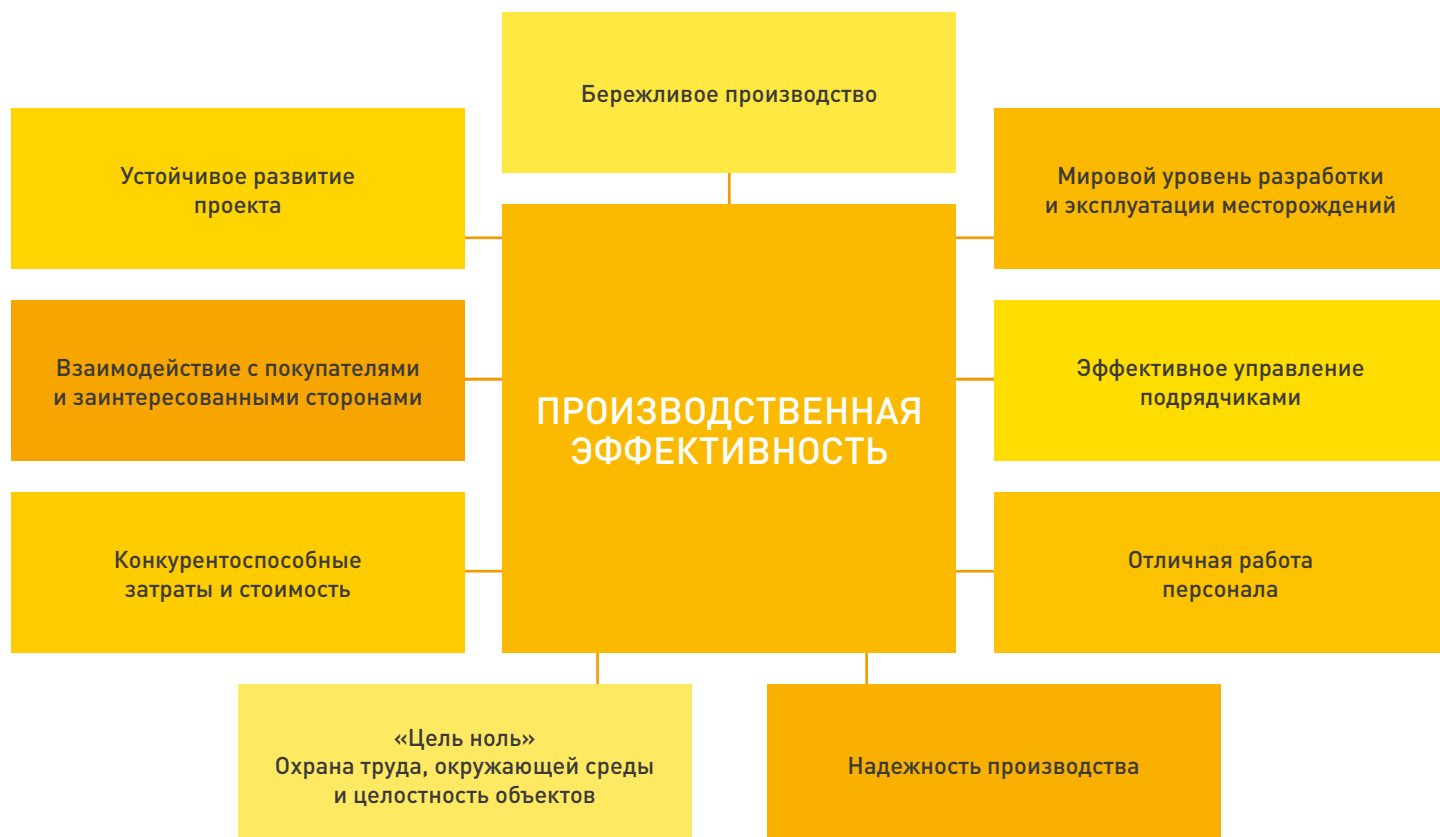 Бережливое производство
Устойчивое развитие
проекта
Мировой уровень разработки
и эксплуатации месторождений
Взаимодействие с покупателями
и заинтересованными сторонами
ПРОИЗВОДСТВЕННАЯ
ЭФФЕКТИВНОСТЬ
Эффективное управление
подрядчиками
Конкурентоспособные
затраты и стоимость
Отличная работа
персонала
«Цель ноль»
Охрана труда, окружающей среды
и целостность объектов
Надежность производства